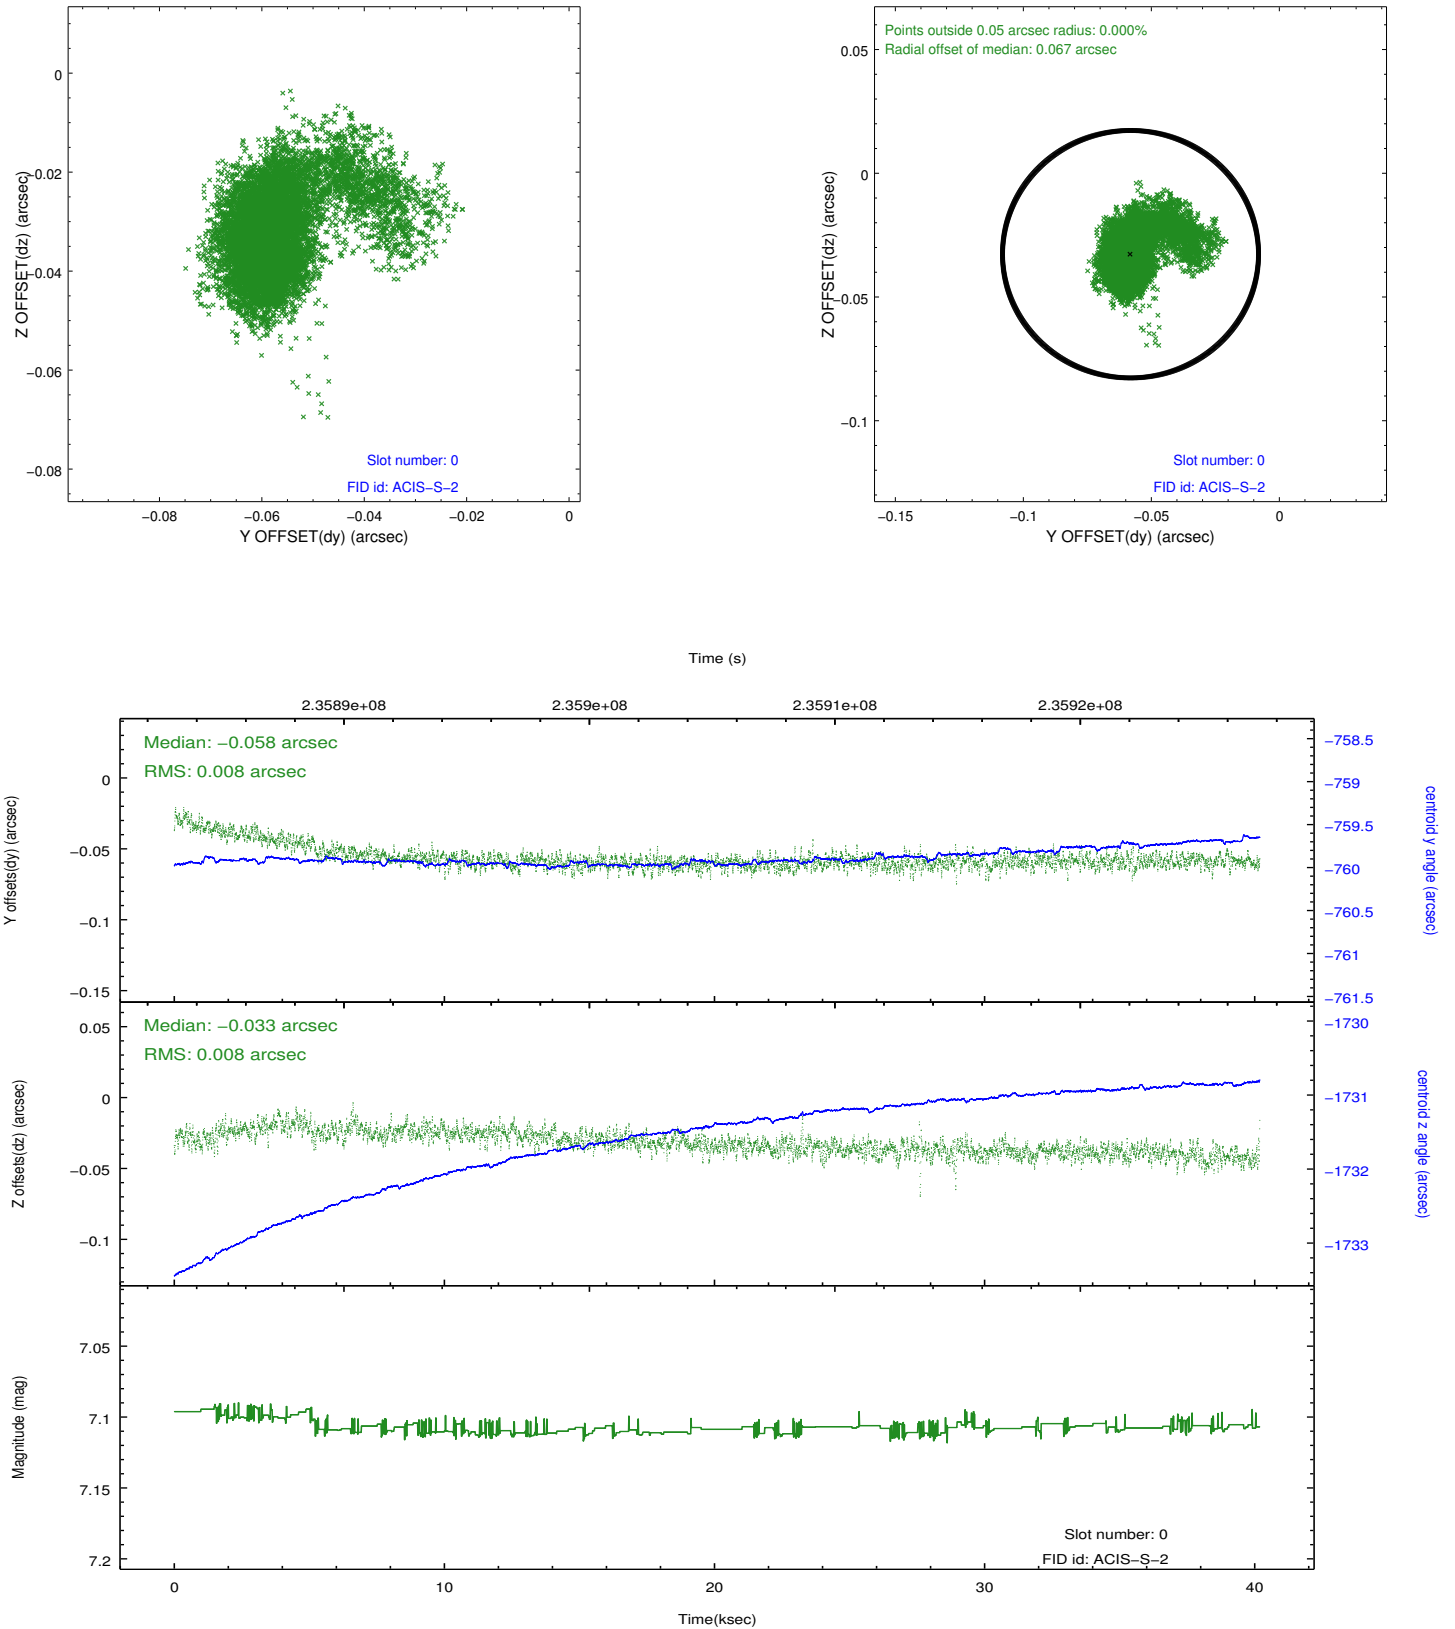 0
−0.02
−0.04
−0.06
−0.08
Z OFFSET(dz) (arcsec)
Slot number: 0
FID id: ACIS−S−2
−0.08
−0.06
−0.04
−0.02
0
Y OFFSET(dy) (arcsec)
Points outside 0.05 arcsec radius: 0.000%
Radial offset of median: 0.067 arcsec
0.05
0
−0.05
−0.1
Z OFFSET(dz) (arcsec)
Slot number: 0
FID id: ACIS−S−2
−0.15
−0.1
−0.05
0
Y OFFSET(dy) (arcsec)
Time (s)
2.3589e+08
2.359e+08
2.3591e+08
2.3592e+08
Median: −0.058 arcsec
RMS: 0.008 arcsec
0
−0.05
−0.1
−0.15
Y offsets(dy) (arcsec)
−758.5
−759
−759.5
−760
−760.5
−761
−761.5
centroid y angle (arcsec)
Median: −0.033 arcsec
RMS: 0.008 arcsec
0.05
0
−0.05
−0.1
Z offsets(dz) (arcsec)
−1730
−1731
−1732
−1733
centroid z angle (arcsec)
7.05
7.1
7.15
7.2
Magnitude (mag)
Slot number: 0
FID id: ACIS−S−2
0
10
20
30
40
Time(ksec)